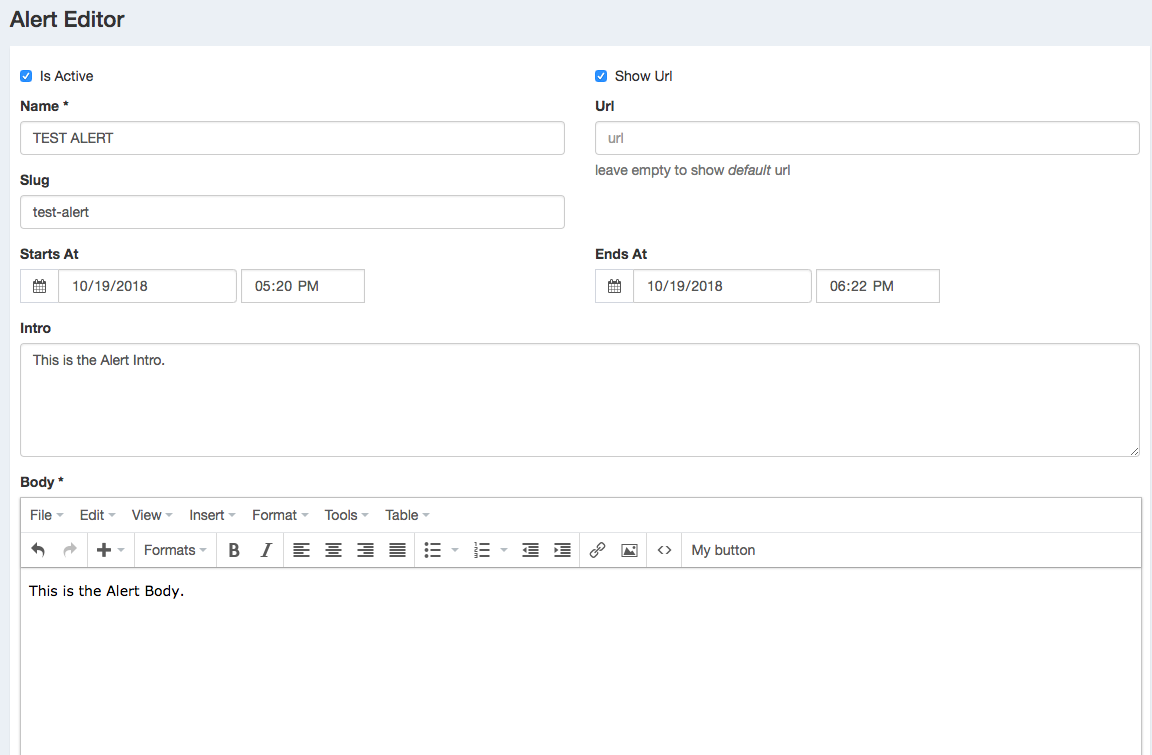 Alert Editor
Is Active
Show Url
Name *
Url
TEST ALERT
url
leave empty to show default url
Slug
test-alert
Starts At
Ends At
10/19/2018 05:20 PM
10/19/2018 06:22 PM
Intro
This is the Alert Intro.
Body *
File Edit View Insert Format Tools Table
Formats B I My button
This is the Alert Body.